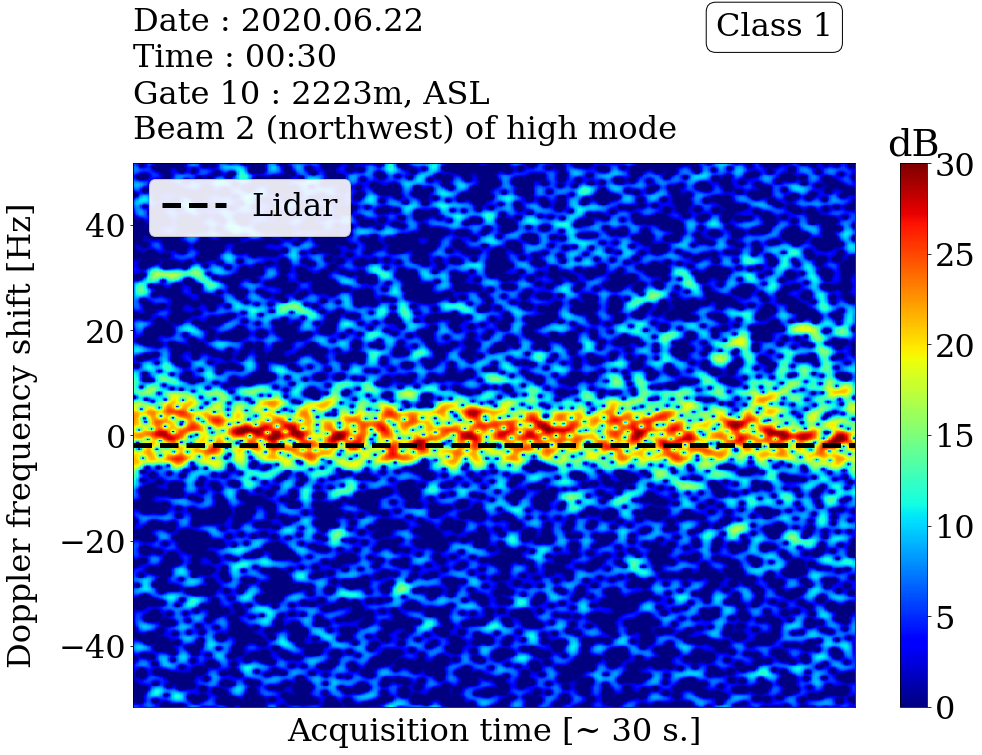 Date : 2020.06.22
Time : 00:30
Gate 10 : 2223m, ASL
Beam 2 (northwest) of high mode
Class 1
dB
Lidar
Doppler frequency shift [Hz]
40
20
0
−20
−40
30
25
20
15
10
5
0
Acquisition time [~ 30 s.]